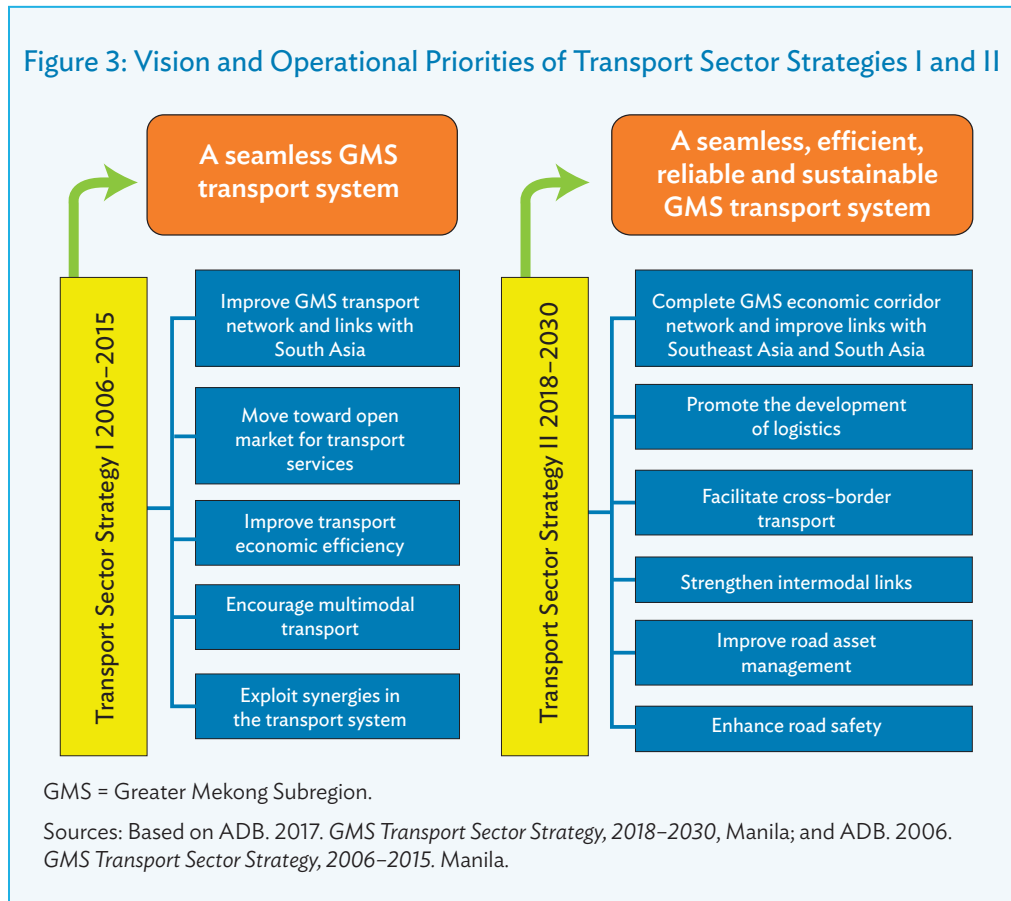 Figure 3: Vision and Operational Priorities of Transport Sector Strategies I and II
A seamless GMS
transport system
Transport Sector Strategy I 2006–2015
Improve GMS transport
network and links with
South Asia
Move toward open
market for transport
services
Improve transport
economic efficiency
Encourage multimodal
transport
Exploit synergies in
the transport system
A seamless, efficient,
reliable and sustainable
GMS transport system
Transport Sector Strategy II 2018–2030
Complete GMS economic corridor
network and improve links with
Southeast Asia and South Asia
Promote the development
of logistics
Facilitate cross-border
transport
Strengthen intermodal links
Improve road asset
management
Enhance road safety
GMS = Greater Mekong Subregion.
Sources: Based on ADB. 2017. GMS Transport Sector Strategy, 2018–2030, Manila; and ADB. 2006.
GMS Transport Sector Strategy, 2006–2015. Manila.